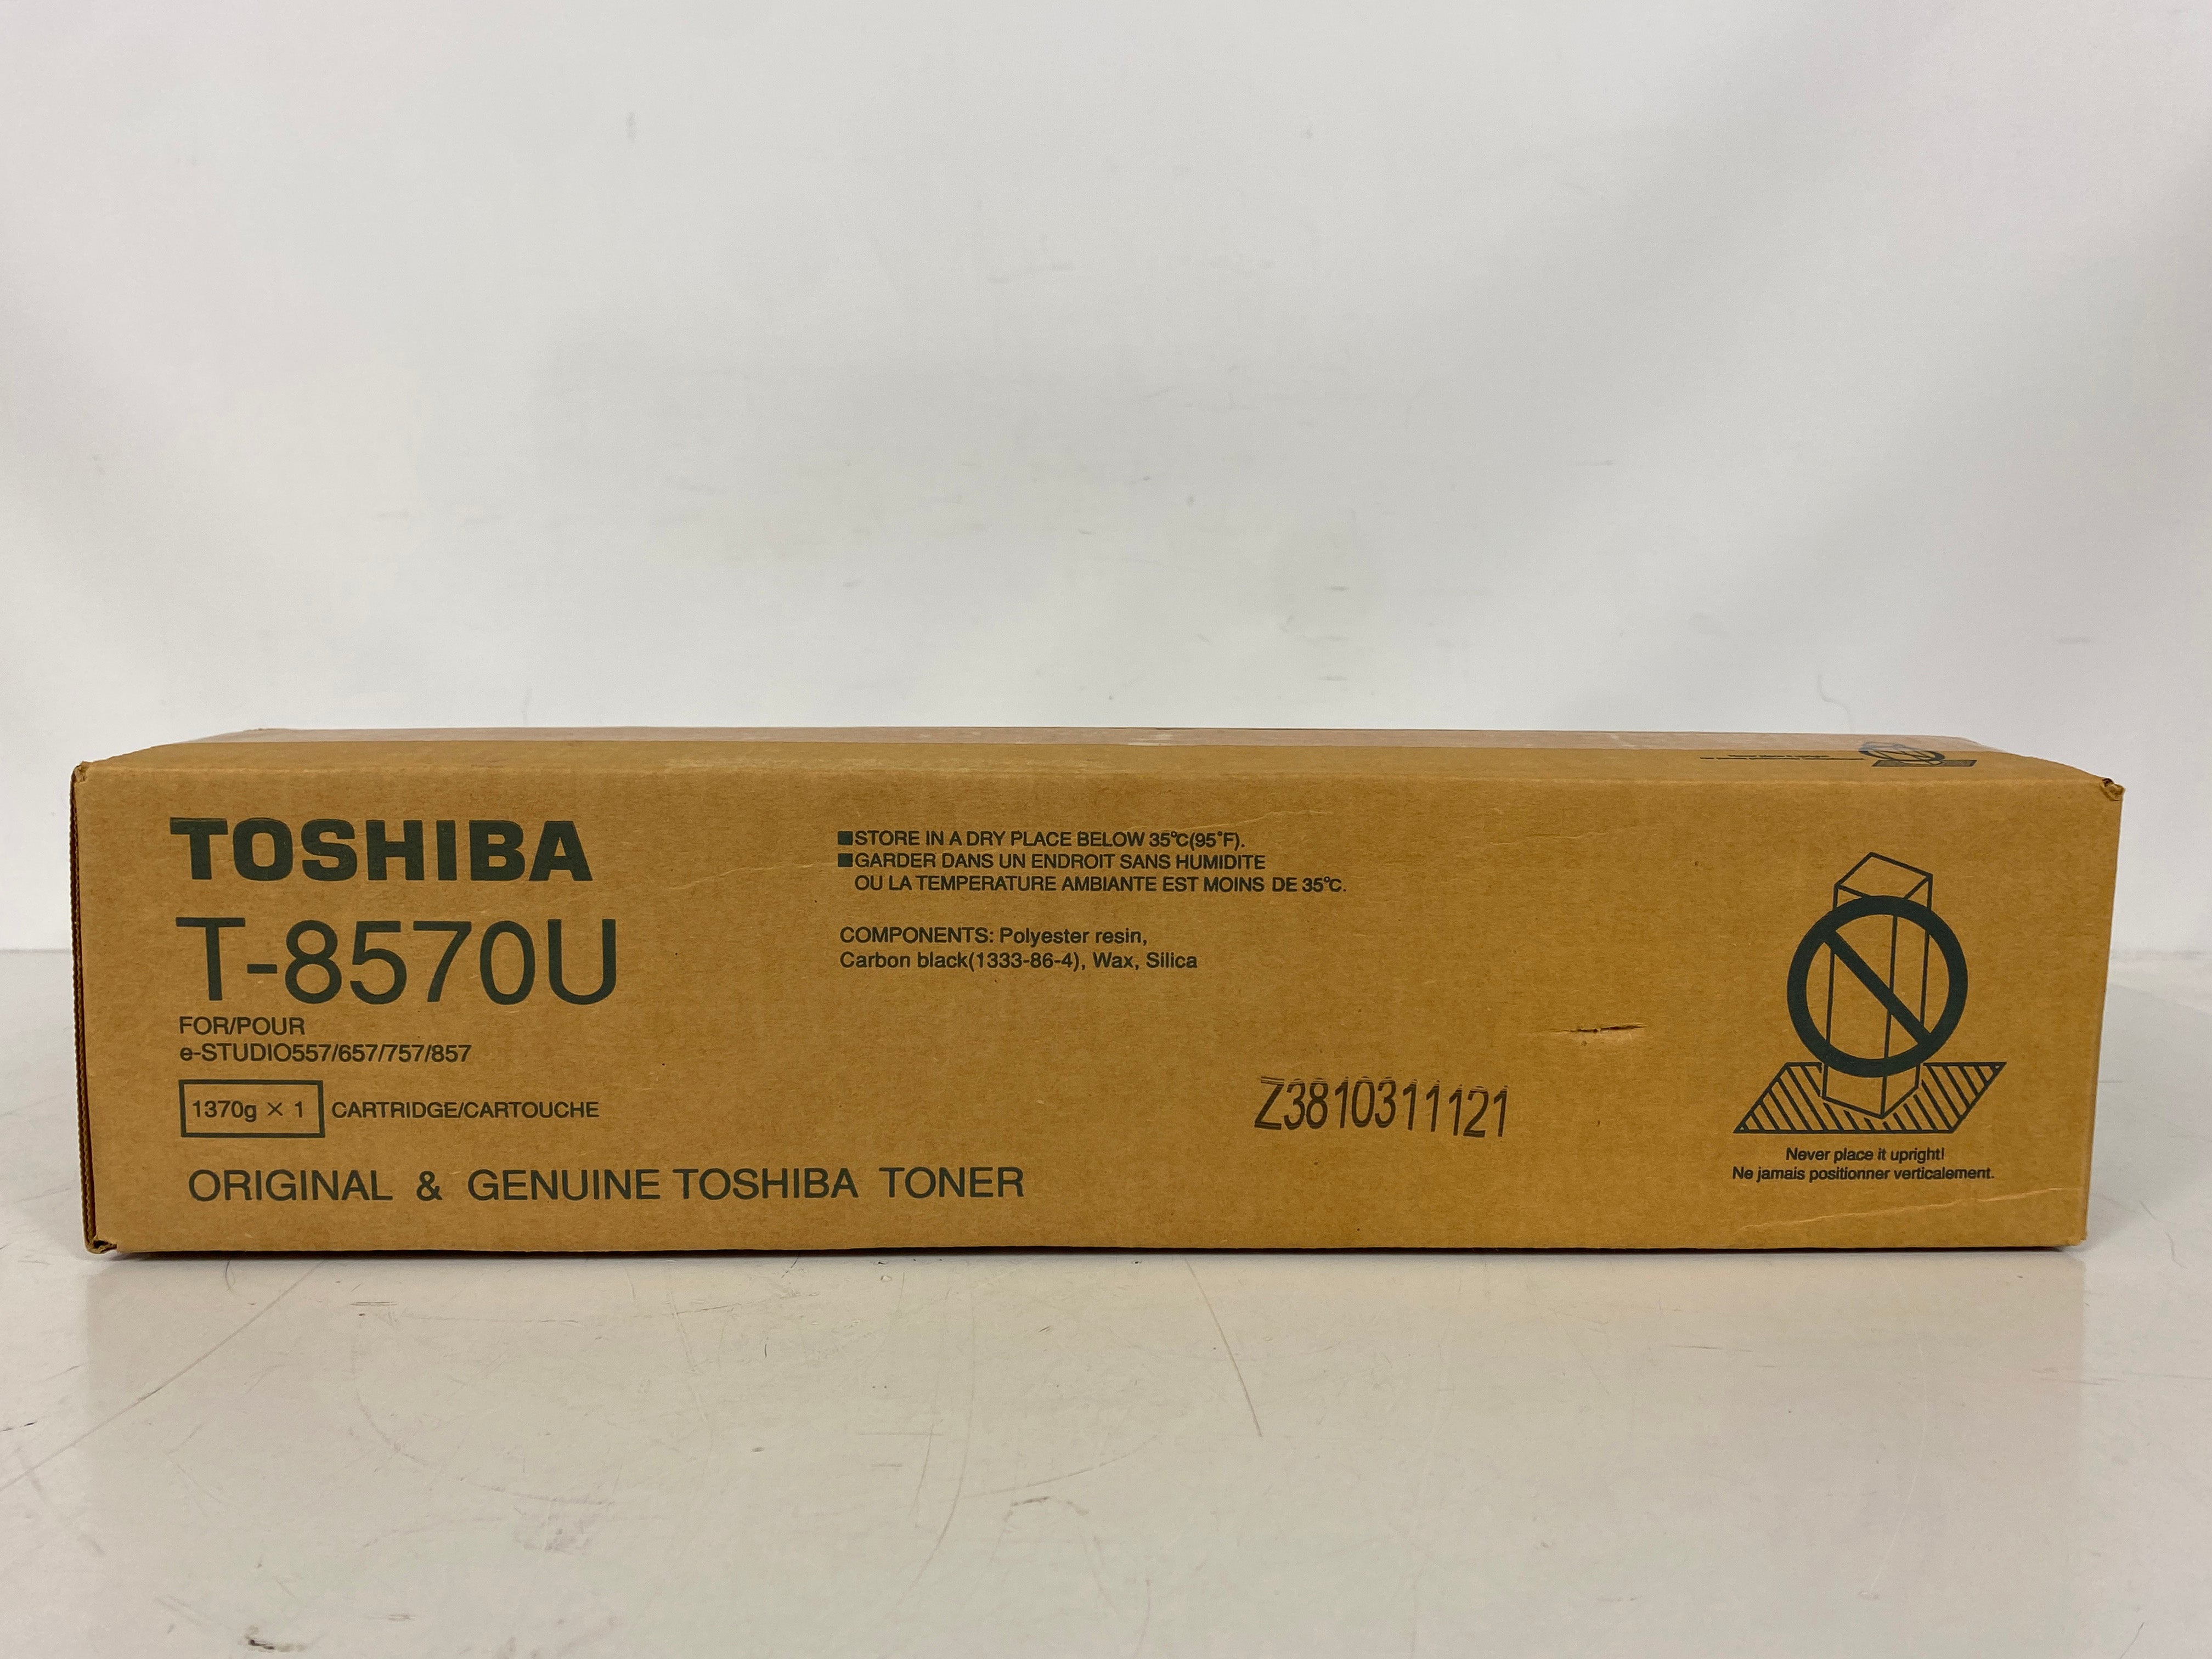 TOSHIBA
T-8570U
FOR/POUR
e-STUDIO557/657/757/857
1370g × 1 CARTRIDGE/CARTOUCHE
ORIGINAL & GENUINE TOSHIBA TONER
■STORE IN A DRY PLACE BELOW 35℃(95°F).
■GARDER DANS UN ENDROIT SANS HUMIDITE
OU LA TEMPERATURE AMBIANTE EST MOINS DE 35℃.
COMPONENTS: Polyester resin,
Carbon black(1333-86-4), Wax, Silica
Z3810311121
Never place it upright!
Ne jamais positionner verticalement.